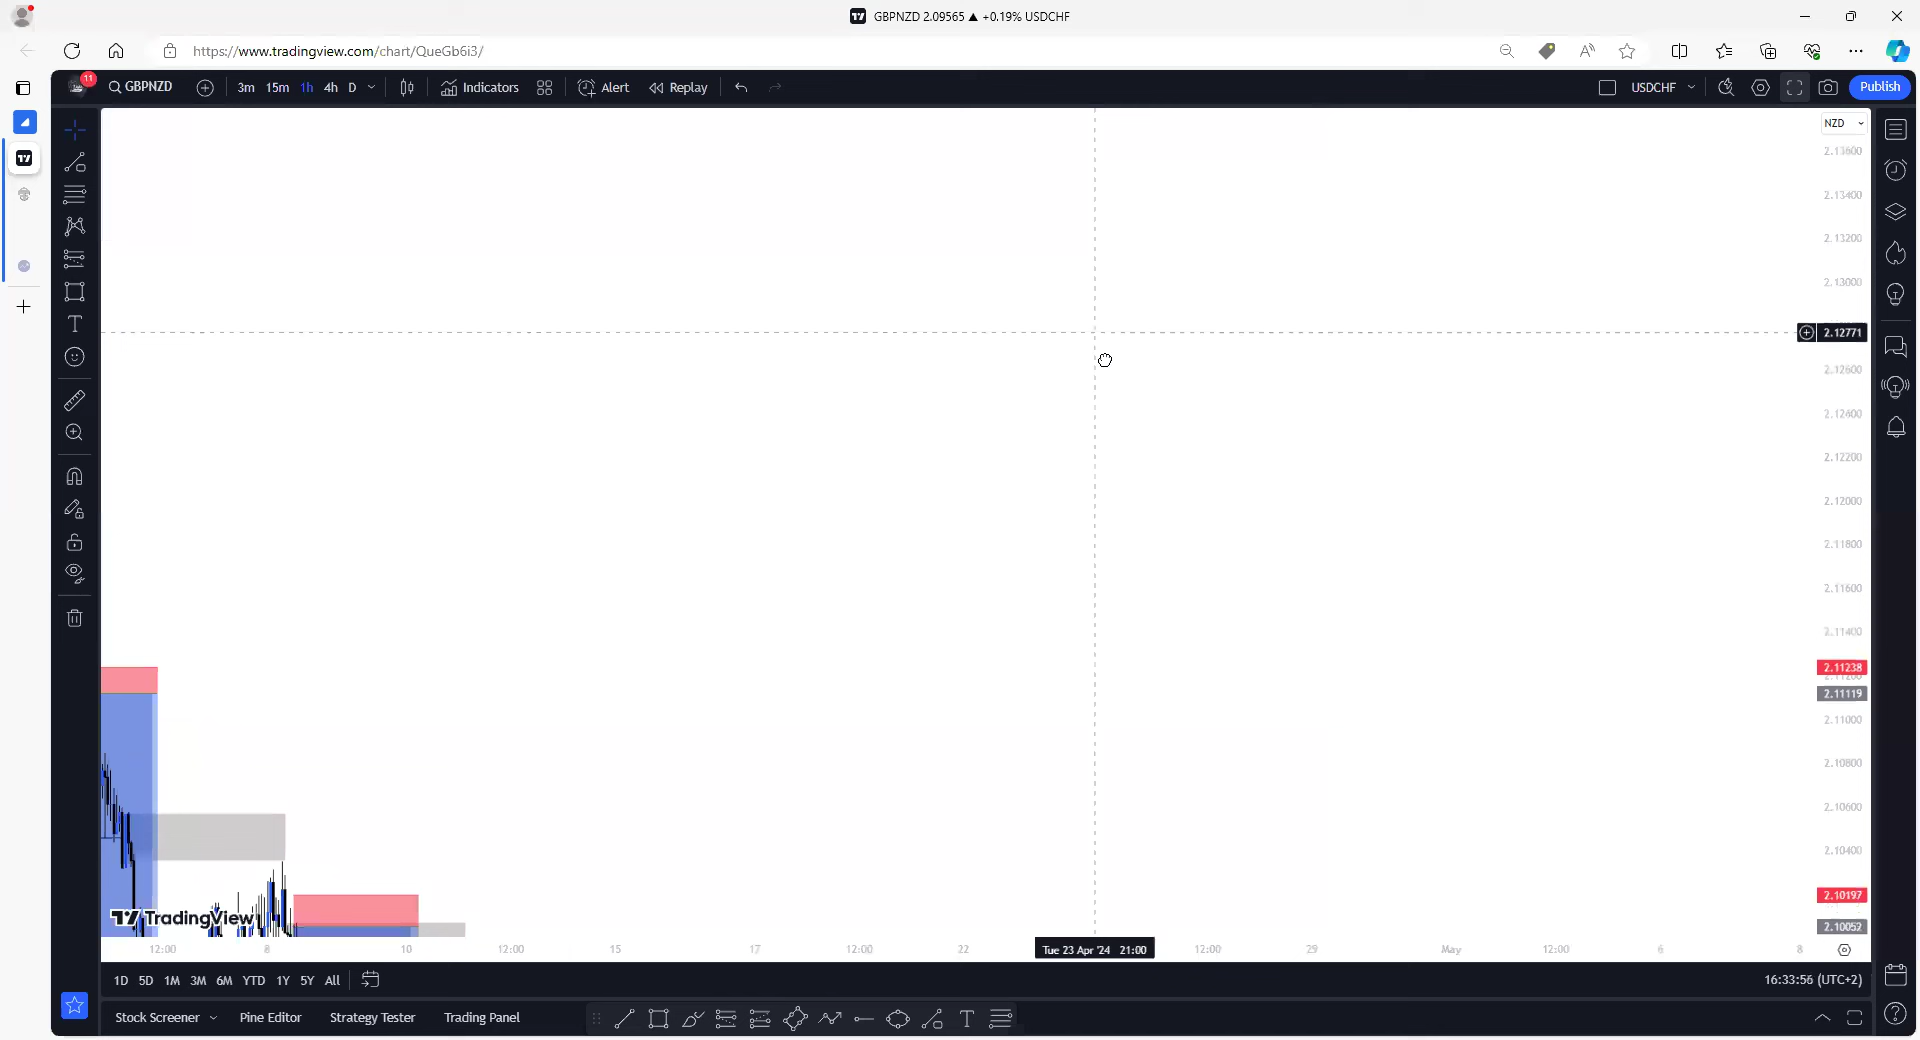 GBPNZD 2.09565 ▲ +0.19% USDCHF
https://www.tradingview.com/chart/QueGb6i3/
11
GBPNZD
3m 15m 1h 4h D
Indicators
Alert
Replay
USDCHF
Publish
NZD
2.13600
2.13400
2.13200
2.13000
2.12771
2.12600
2.12400
2.12200
2.12000
2.11800
2.11600
2.11400
2.11238
2.11119
2.11000
2.10800
2.10600
2.10400
2.10197
2.10052
TradingView
12:00 8 10 12:00 15 17 12:00 22 Tue 23 Apr '24 21:00 12:00 29 May 12:00 6 8
1D 5D 1M 3M 6M YTD 1Y 5Y All
16:33:56 (UTC+2)
Stock Screener Pine Editor Strategy Tester Trading Panel